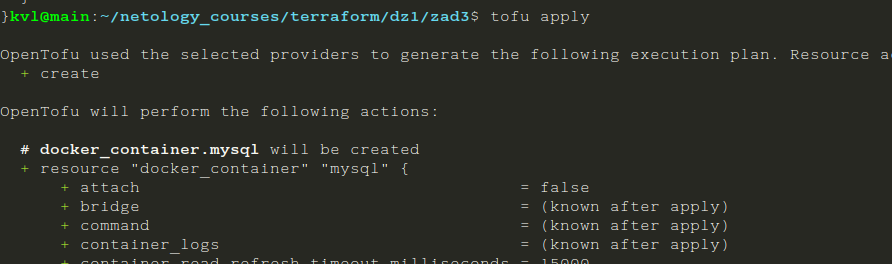 }kvl@main:~/netology_courses/terraform/dz1/zad3$ tofu apply
OpenTofu used the selected providers to generate the following execution plan. Resource a
+ create
OpenTofu will perform the following actions:
# docker_container.mysql will be created
+ resource "docker_container" "mysql" {
+ attach = false
+ bridge = (known after apply)
+ command = (known after apply)
+ container_logs = (known after apply)
+ container_read_refresh_timeout_milliseconds = 15000